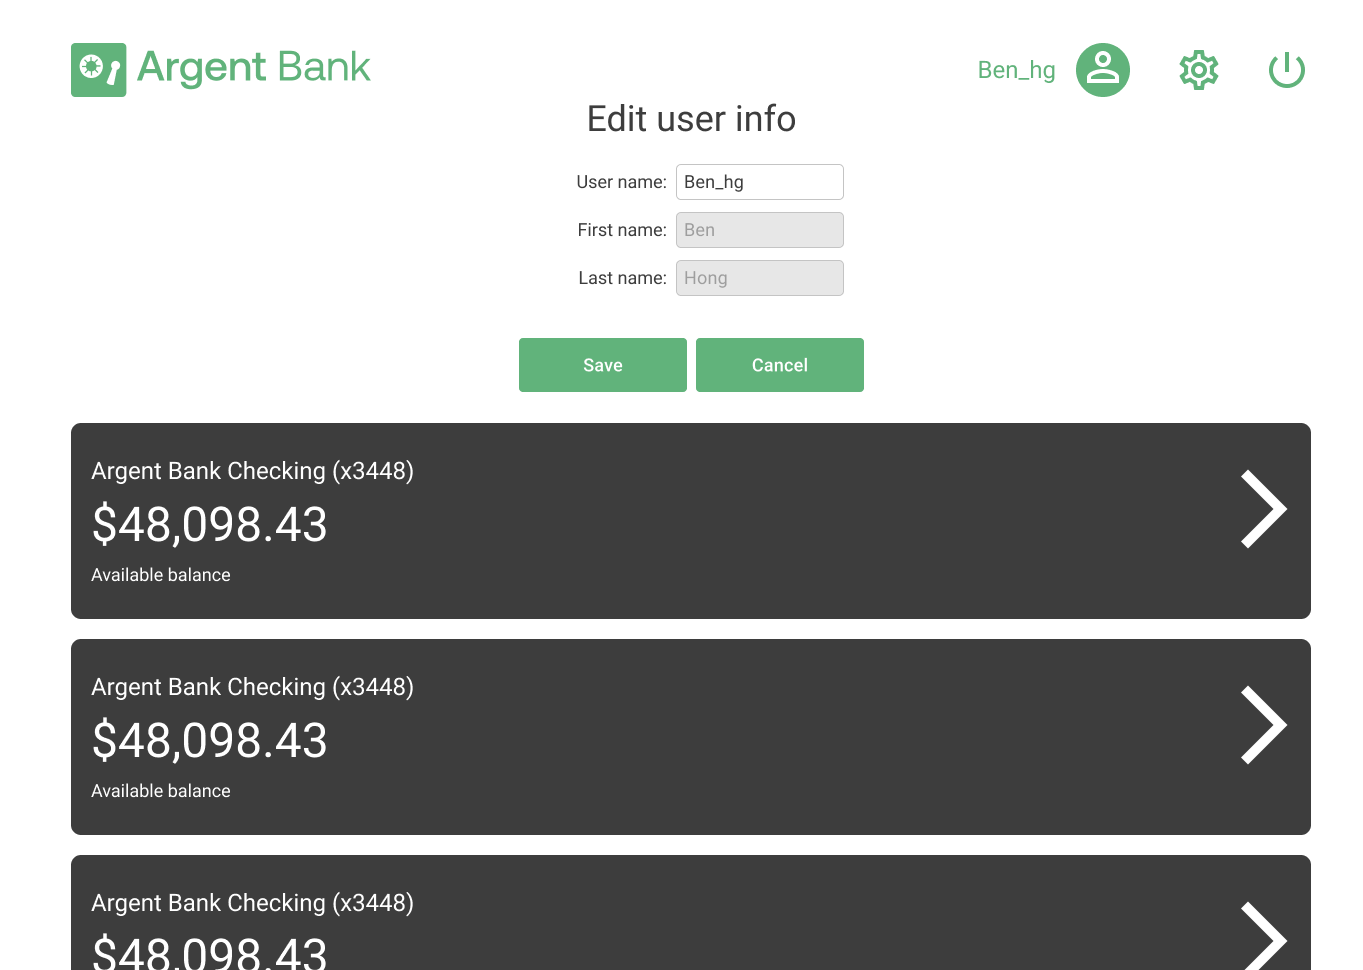 Argent Bank
Ben_hg
Edit user info
User name: Ben_hg
First name: Ben
Last name: Hong
Save Cancel
Argent Bank Checking (x3448)
$48,098.43
Available balance
Argent Bank Checking (x3448)
$48,098.43
Available balance
Argent Bank Checking (x3448)
$48,098.43